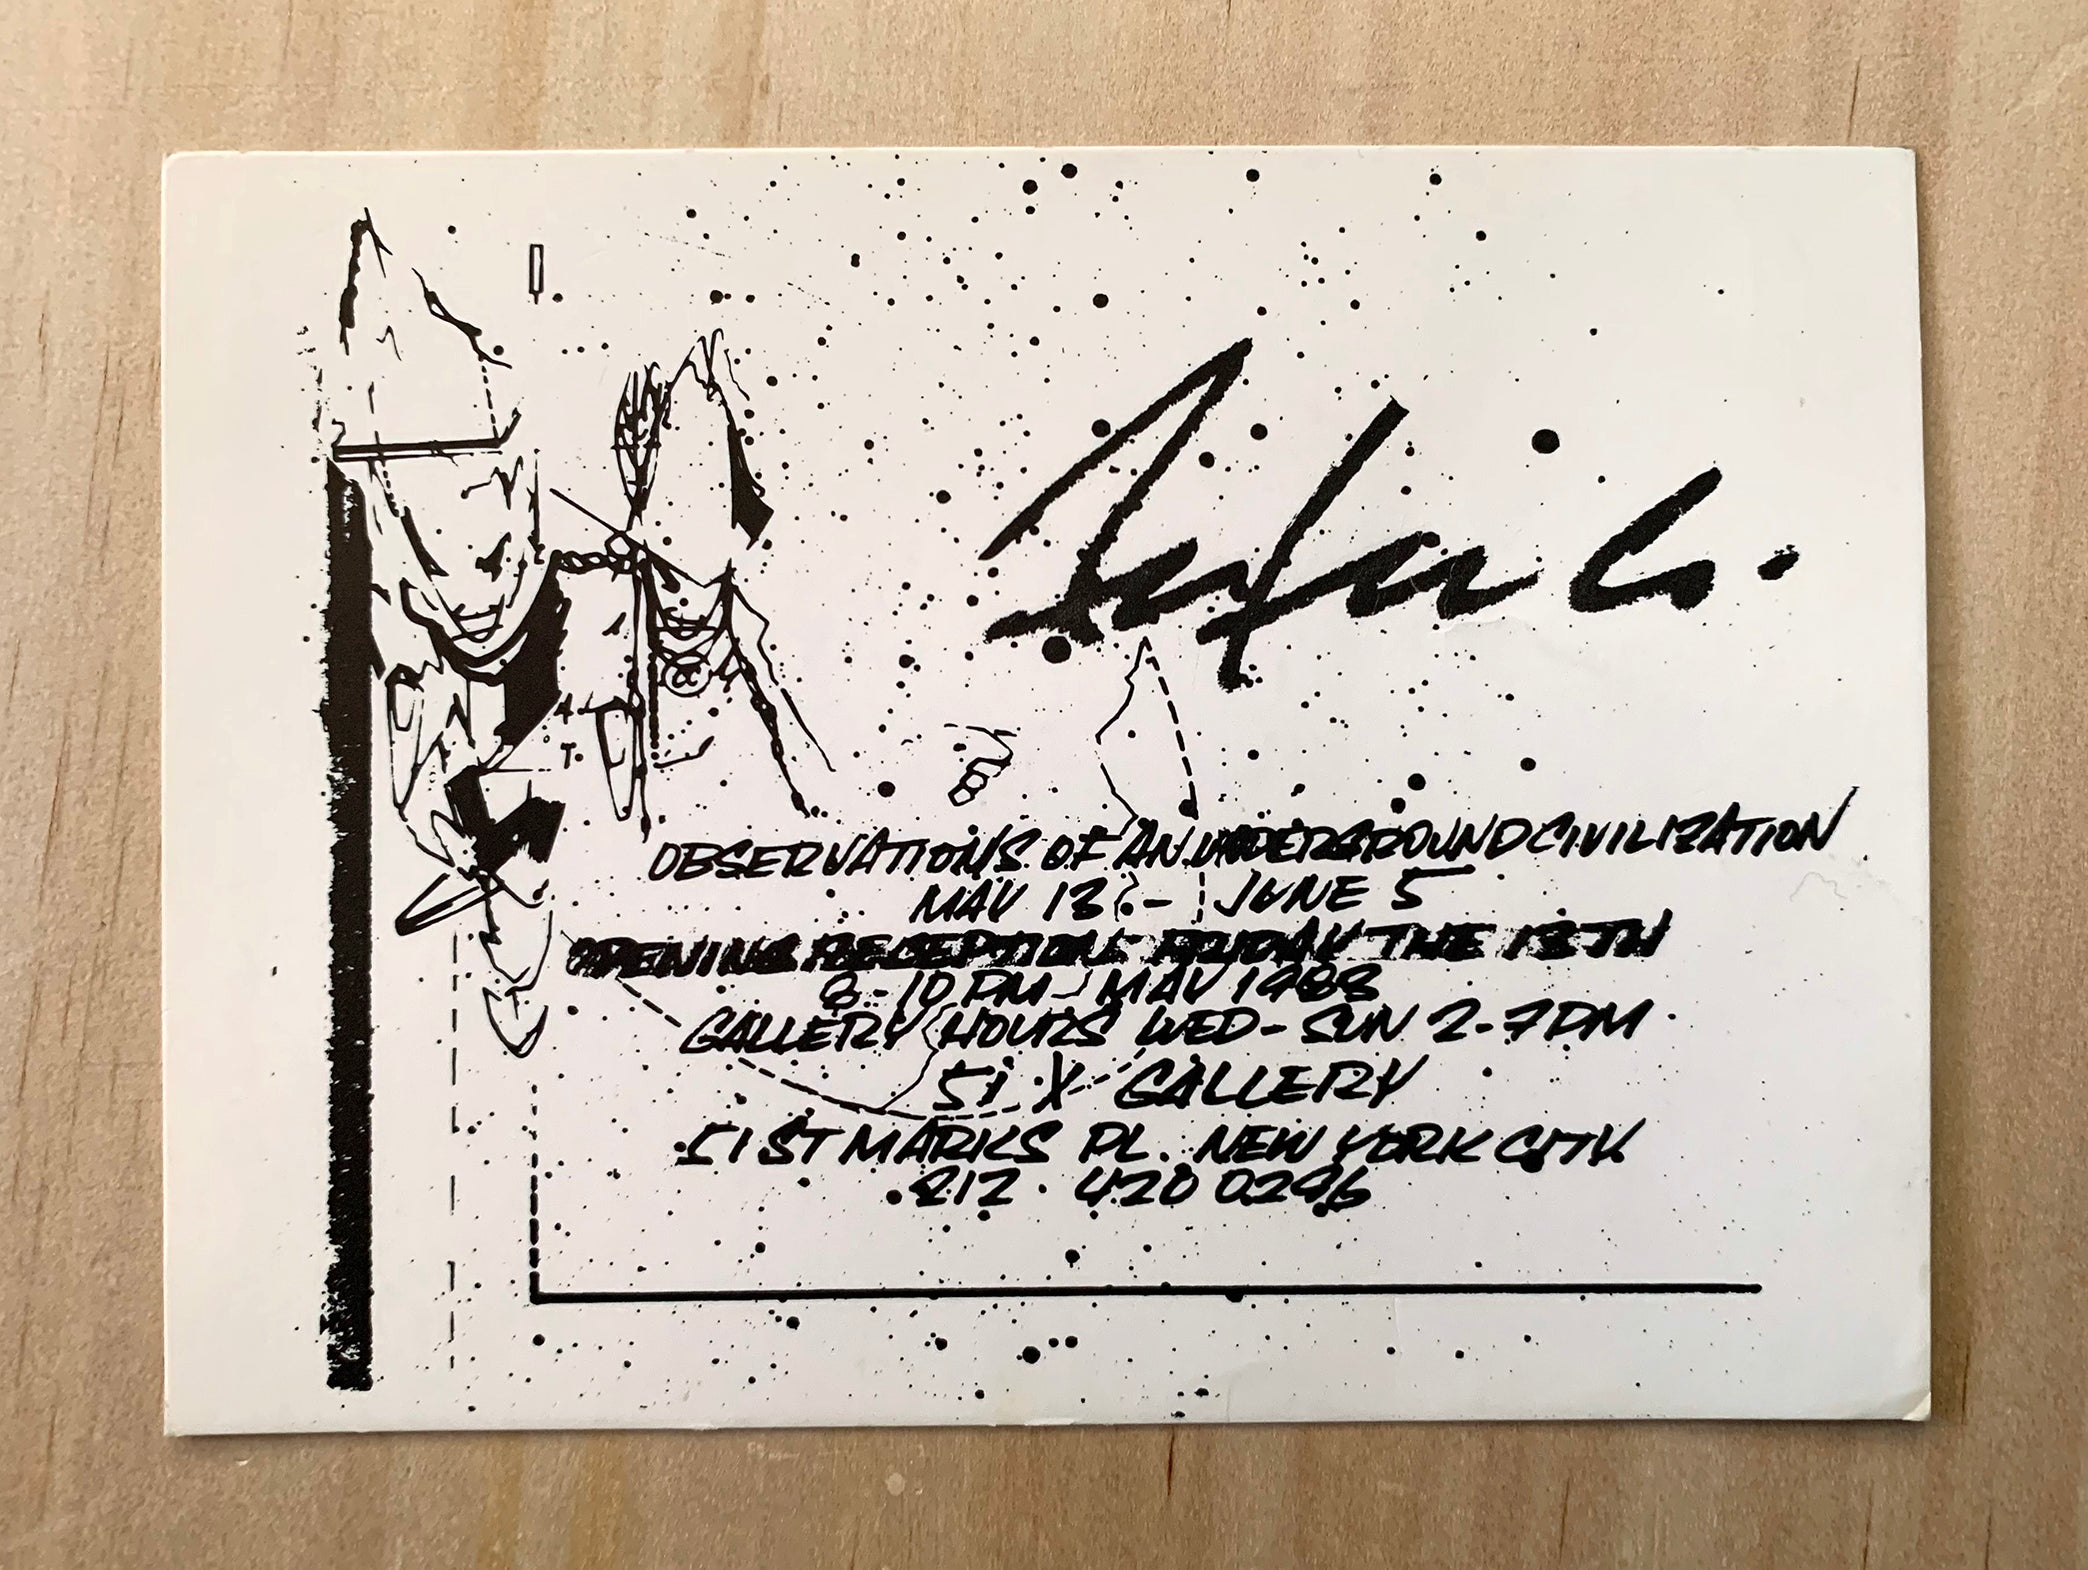 OBSERVATIONS OF AN UNDERGROUND CIVILIZATION
MAY 13 - JUNE 5
OPENING RECEPTION FRIDAY THE 13TH
8-10 PM MAY 1988
GALLERY HOURS WED-SUN 2-7PM
51 X GALLERY
51 ST MARKS PL. NEW YORK CITY
212 · 420 0296